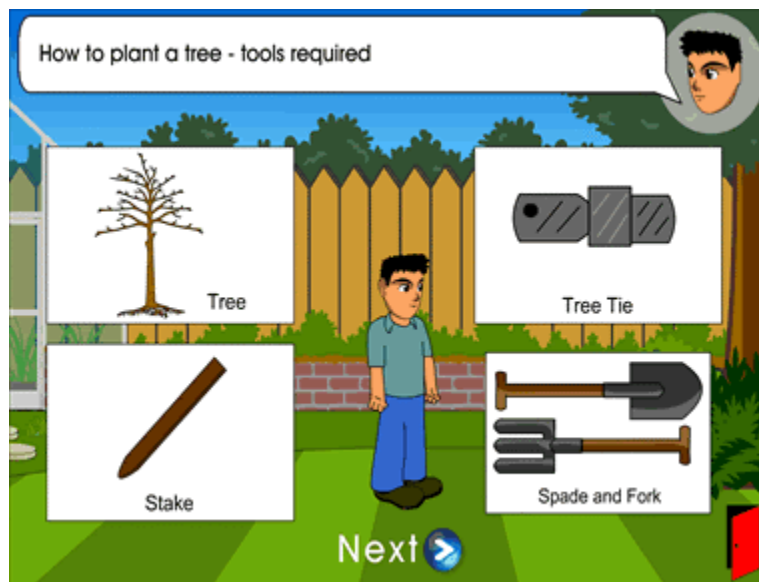 How to plant a tree - tools required
Tree
Tree Tie
Stake
Spade and Fork
Next